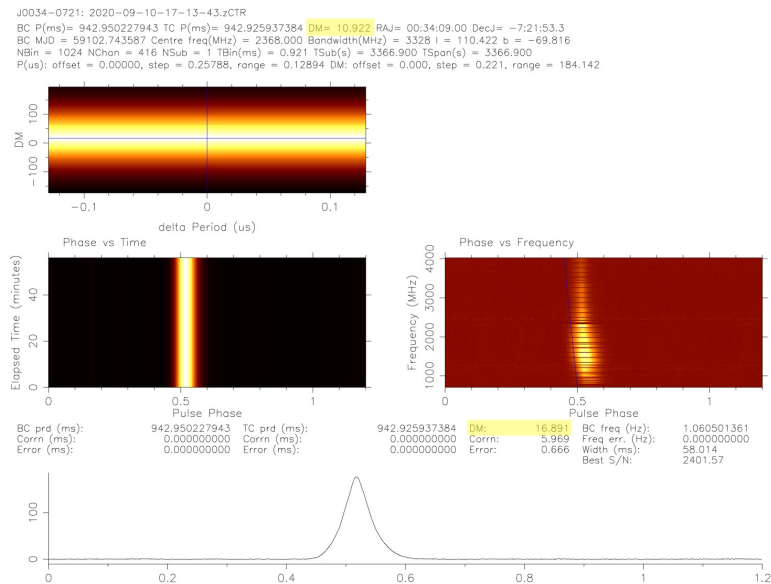 J0034-0721: 2020-09-10-17-13-43.zCTR
BC P(ms)= 942.950227943 TC P(ms)= 942.925937384 DM= 10.922 RAJ= 00:34:09.00 DecJ= -7:21:53.3
BC MJD = 59102.743587 Centre freq(MHz) = 2368.000 Bandwidth(MHz) = 3328 l = 110.422 b = -69.816
NBin = 1024 NChan = 416 NSub = 1 TBin(ms) = 0.921 TSub(s) = 3366.900 TSpan(s) = 3366.900
P(us): offset = 0.00000, step = 0.25788, range = 0.12894 DM: offset = 0.000, step = 0.221, range = 184.142
DM
-100 0 100
-0.1 0 0.1
delta Period (us)
Phase vs Time
Elapsed Time (minutes)
0 20 40
0 0.5 1
Pulse Phase
Phase vs Frequency
Frequency (MHz)
1000 2000 3000 4000
0 0.5 1
Pulse Phase
BC prd (ms): 942.950227943 TC prd (ms): 942.925937384 DM: 16.891 BC freq (Hz): 1.060501361
Corrn (ms): 0.000000000 Corrn (ms): 0.000000000 Corrn: 5.969 Freq err. (Hz): 0.000000000
Error (ms): 0.000000000 Error (ms): 0.000000000 Error: 0.666 Width (ms): 58.014
Best S/N: 2401.57
0 100
0 0.2 0.4 0.6 0.8 1 1.2